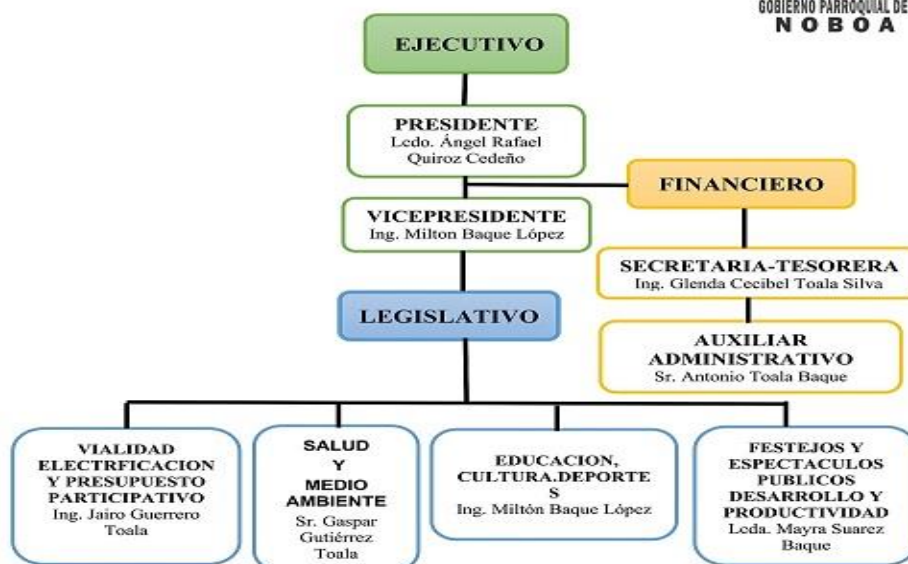 GOBIERNO PARROQUIAL DE
NOBOA
EJECUTIVO
PRESIDENTE
Lcdo. Ángel Rafael
Quiroz Cedeño
FINANCIERO
VICEPRESIDENTE
Ing. Milton Baque López
SECRETARIA-TESORERA
Ing. Glenda Cecibel Toala Silva
LEGISLATIVO
AUXILIAR
ADMINISTRATIVO
Sr. Antonio Toala Baque
VIALIDAD
ELECTRFICACION
Y PRESUPUESTO
PARTICIPATIVO
Ing. Jairo Guerrero
Toala
SALUD
Y
MEDIO
AMBIENTE
Sr. Gaspar
Gutiérrez
Toala
EDUCACION,
CULTURA.DEPORTE
S
Ing. Miltón Baque López
FESTEJOS Y
ESPECTACULOS
PUBLICOS
DESARROLLO Y
PRODUCTIVIDAD
Lcda. Mayra Suarez
Baque